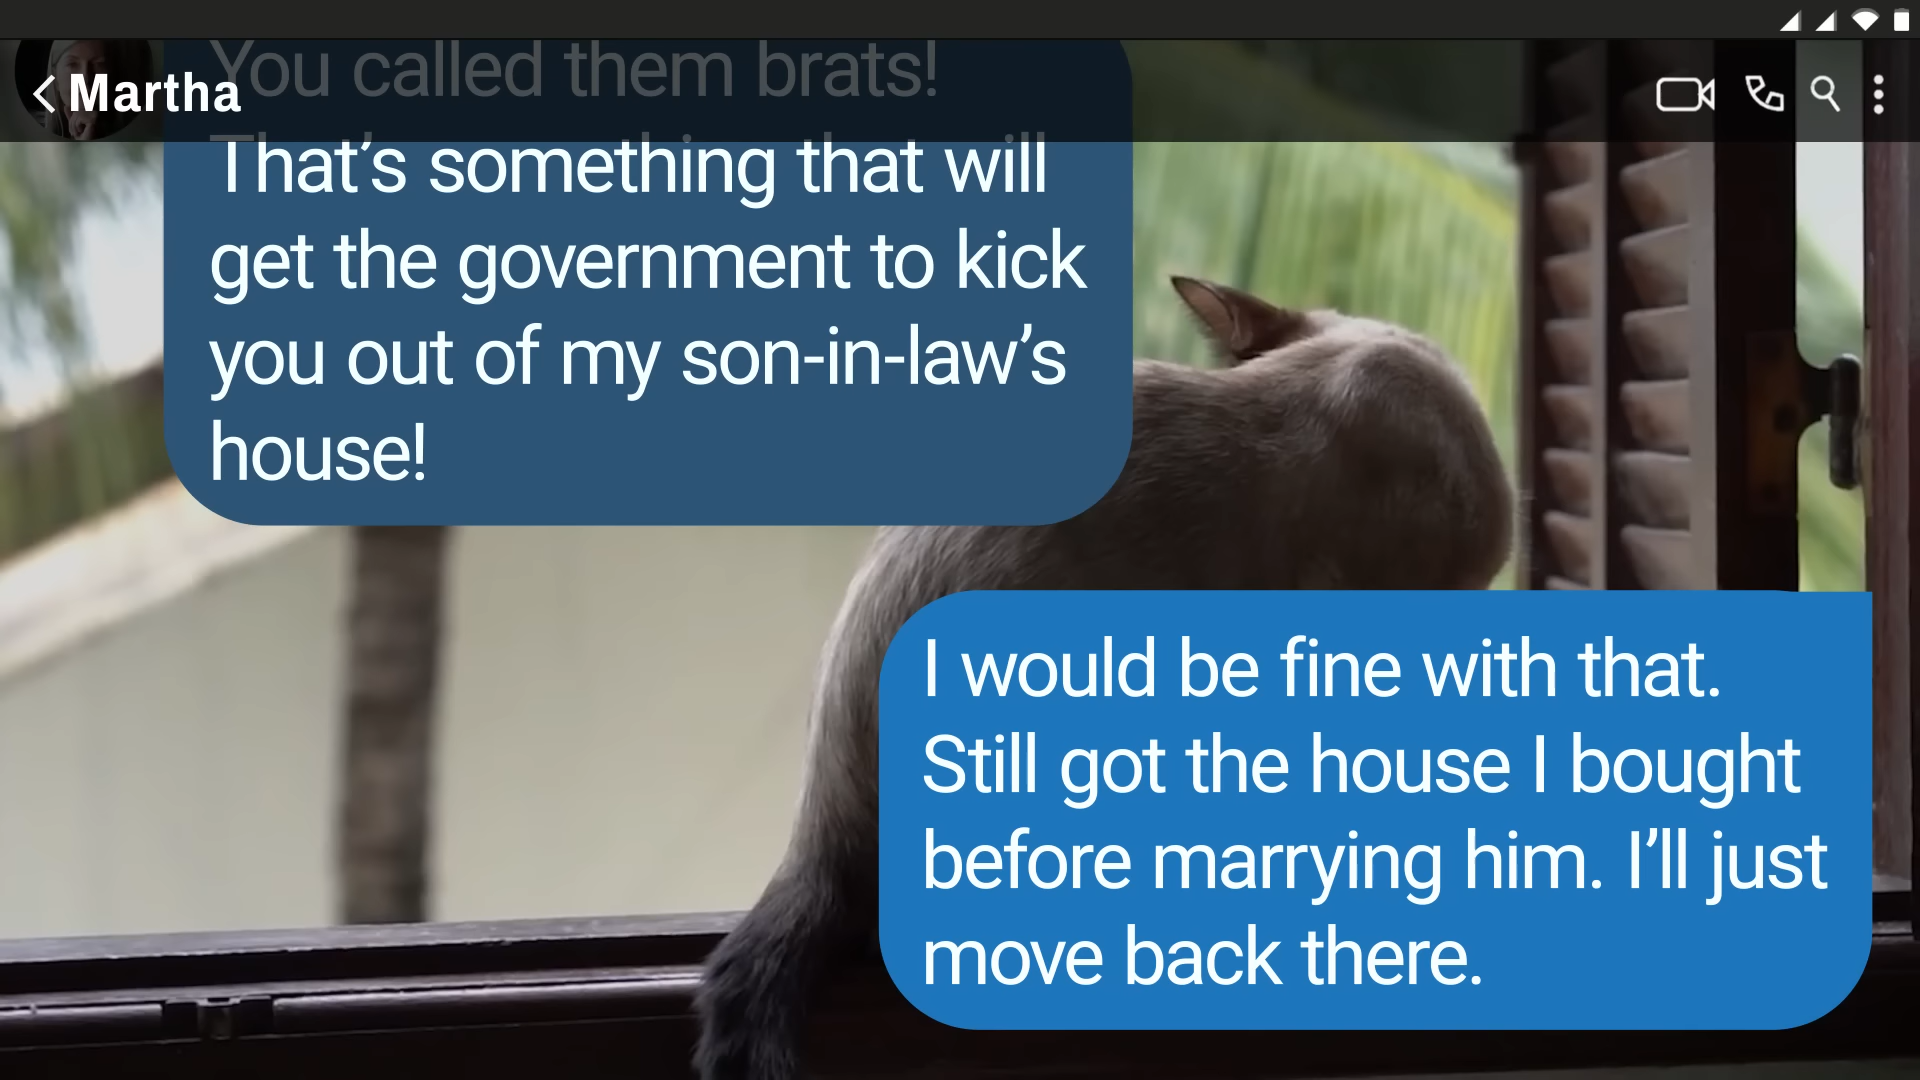 You called them brats!
Martha
That’s something that will
get the government to kick
you out of my son-in-law’s
house!
I would be fine with that.
Still got the house I bought
before marrying him. I’ll just
move back there.